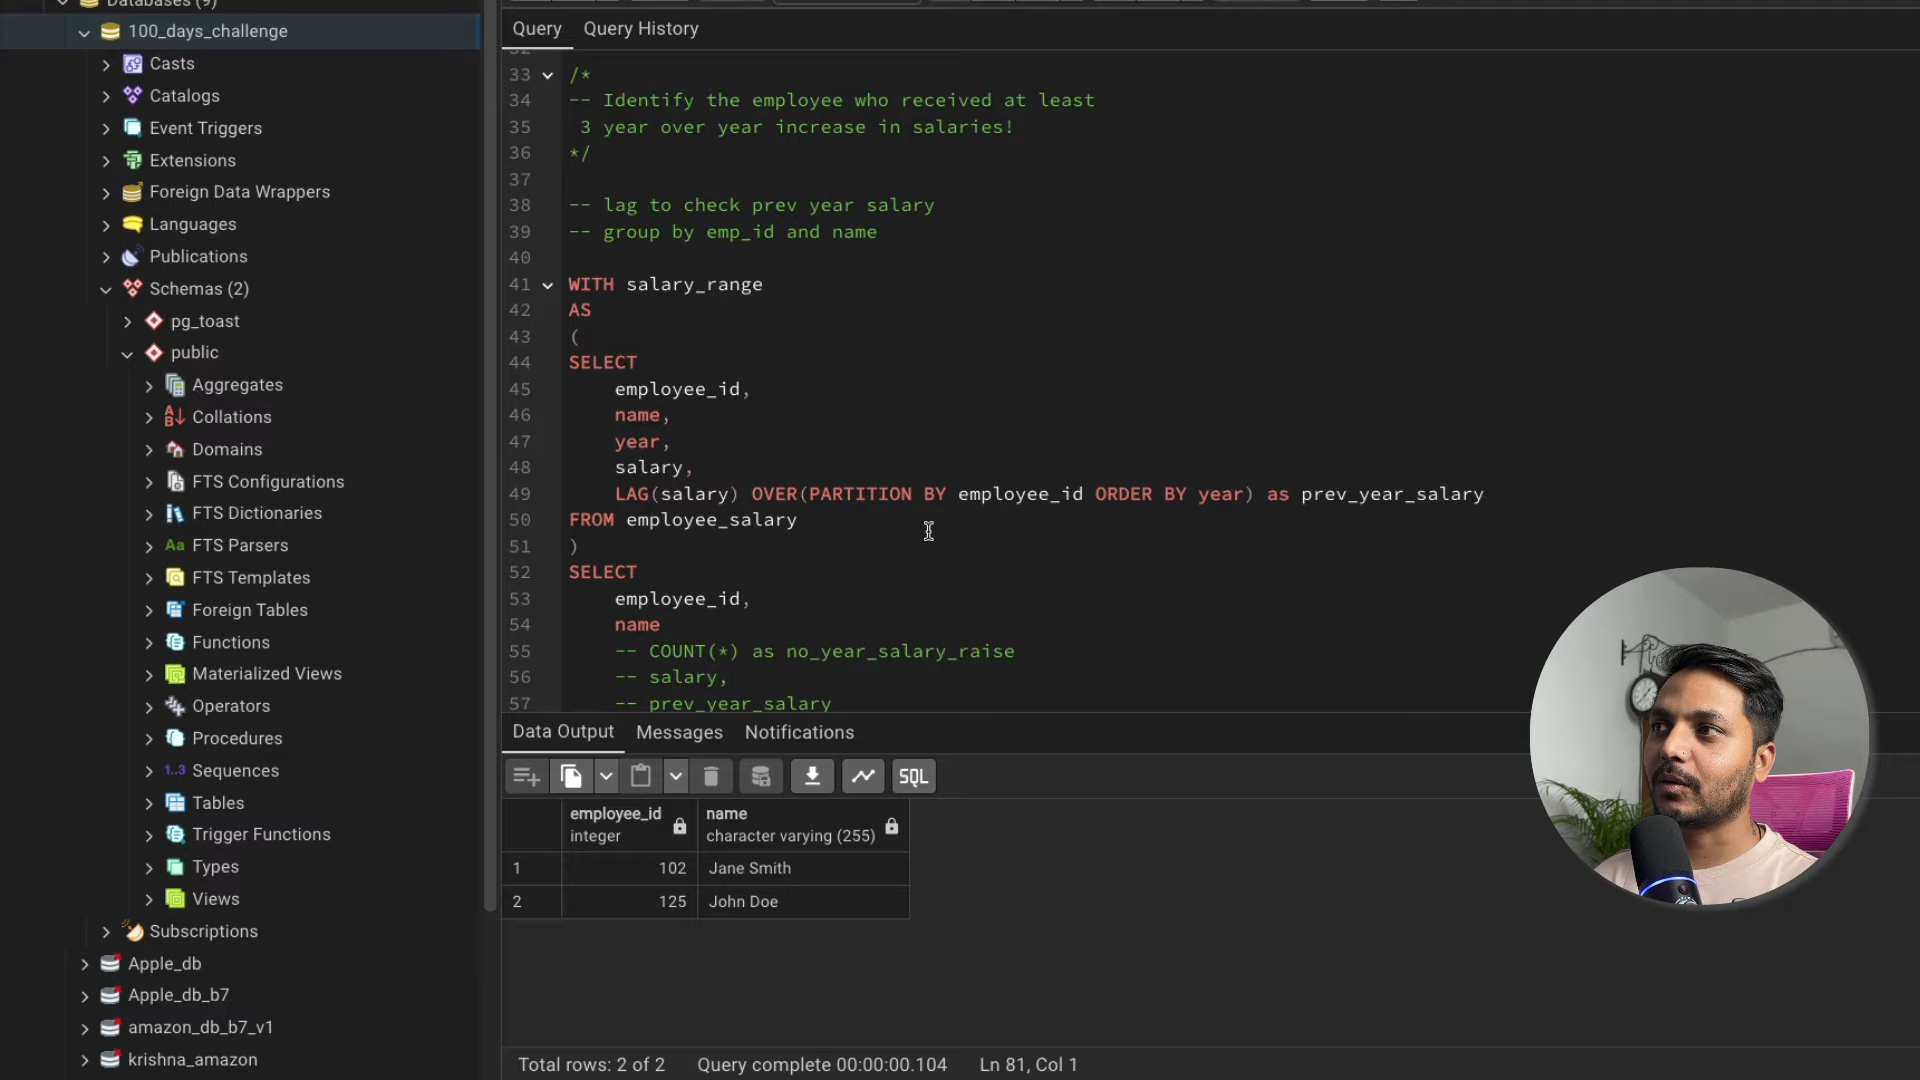 Databases (9)
100_days_challenge
Casts
Catalogs
Event Triggers
Extensions
Foreign Data Wrappers
Languages
Publications
Schemas (2)
pg_toast
public
Aggregates
Collations
Domains
FTS Configurations
FTS Dictionaries
Aa FTS Parsers
FTS Templates
Foreign Tables
Functions
Materialized Views
Operators
Procedures
1..3 Sequences
Tables
Trigger Functions
Types
Views
Subscriptions
Apple_db
Apple_db_b7
amazon_db_b7_v1
krishna_amazon
Query Query History
32
33 /*
34 -- Identify the employee who received at least
35 3 year over year increase in salaries!
36 */
37
38 -- lag to check prev year salary
39 -- group by emp_id and name
40
41 WITH salary_range
42 AS
43 (
44 SELECT
45 employee_id,
46 name,
47 year,
48 salary,
49 LAG(salary) OVER(PARTITION BY employee_id ORDER BY year) as prev_year_salary
50 FROM employee_salary
51 )
52 SELECT
53 employee_id,
54 name
55 -- COUNT(*) as no_year_salary_raise
56 -- salary,
57 -- prev_year_salary
Data Output Messages Notifications
SQL
employee_id name
integer character varying (255)
1 102 Jane Smith
2 125 John Doe
Total rows: 2 of 2 Query complete 00:00:00.104 Ln 81, Col 1